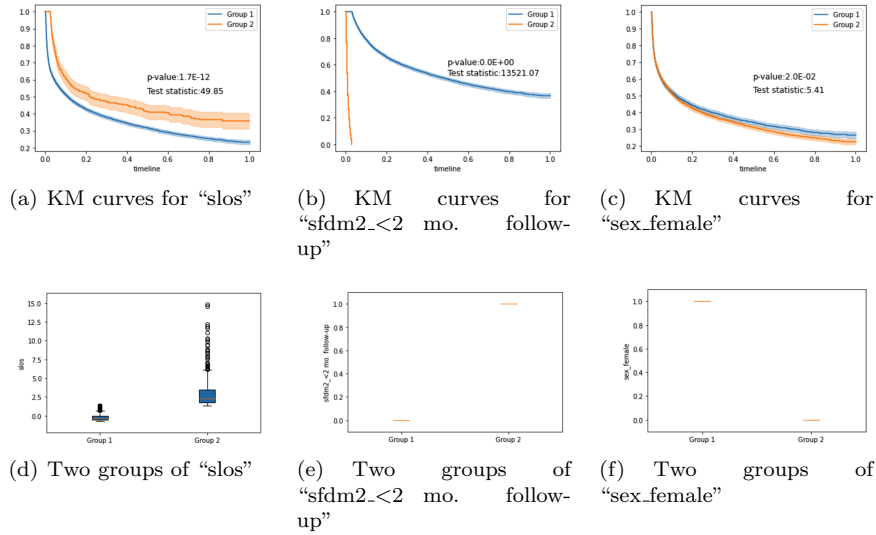 Group 1
Group 2
p-value:1.7E-12
Test statistic:49.85
1.0
0.9
0.8
0.7
0.6
0.5
0.4
0.3
0.2
0.0 0.2 0.4 0.6 0.8 1.0
timeline
(a) KM curves for “slos”
Group 1
Group 2
p-value:0.0E+00
Test statistic:13521.07
1.0
0.8
0.6
0.4
0.2
0.0
0.0 0.2 0.4 0.6 0.8 1.0
timeline
(b) KM curves for
“sfdm2_<2 mo. follow-
up”
Group 1
Group 2
p-value:2.0E-02
Test statistic:5.41
1.0
0.9
0.8
0.7
0.6
0.5
0.4
0.3
0.2
0.0 0.2 0.4 0.6 0.8 1.0
timeline
(c) KM curves for
“sex_female”
slos
15.0
12.5
10.0
7.5
5.0
2.5
0.0
Group 1 Group 2
(d) Two groups of “slos”
sfdm2_<2 mo. follow-up
1.0
0.8
0.6
0.4
0.2
0.0
Group 1 Group 2
(e) Two groups of
“sfdm2_<2 mo. follow-
up”
sex_female
1.0
0.8
0.6
0.4
0.2
0.0
Group 1 Group 2
(f) Two groups of
“sex_female”